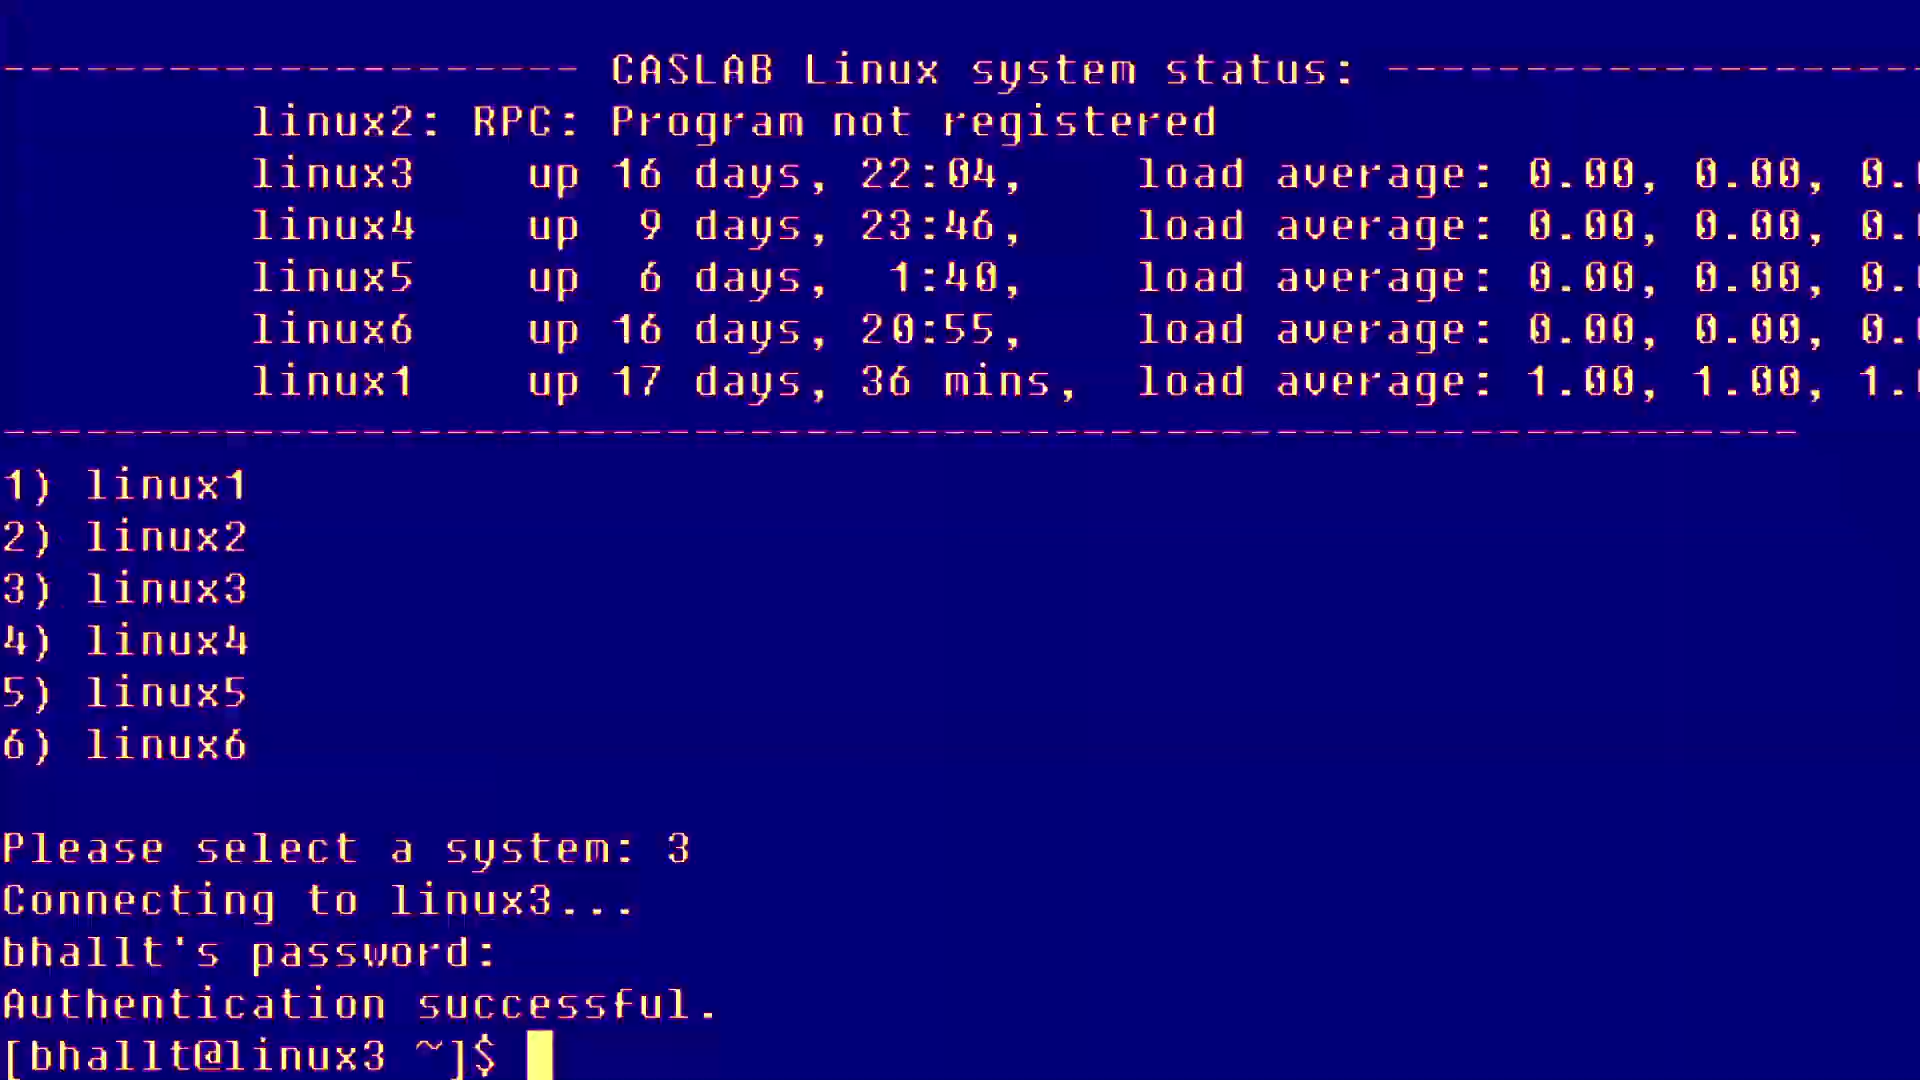 --------------------- CASLAB Linux system status: --------------------
linux2: RPC: Program not registered
linux3    up 16 days, 22:04,    load average: 0.00, 0.00, 0.
linux4    up  9 days, 23:46,    load average: 0.00, 0.00, 0.
linux5    up  6 days,  1:40,    load average: 0.00, 0.00, 0.
linux6    up 16 days, 20:55,    load average: 0.00, 0.00, 0.
linux1    up 17 days, 36 mins,  load average: 1.00, 1.00, 1.
-----------------------------------------------------------------
1) linux1
2) linux2
3) linux3
4) linux4
5) linux5
6) linux6
Please select a system: 3
Connecting to linux3...
bhallt's password:
Authentication successful.
[bhallt@linux3 ~]$